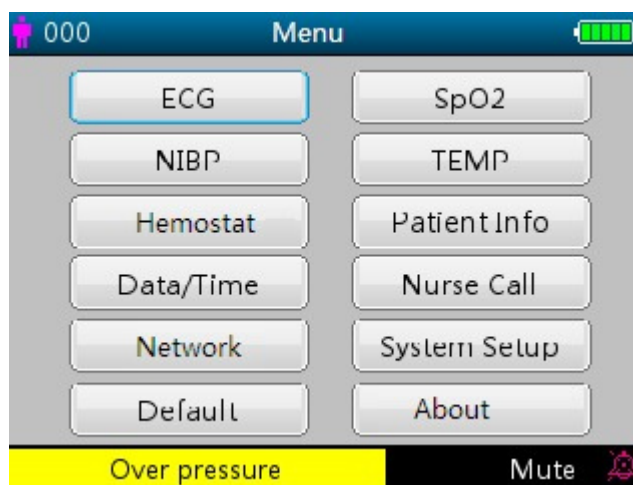 000 Menu
ECG SpO2
NIBP TEMP
Hemostat Patient Info
Data/Time Nurse Call
Network System Setup
Default About
Over pressure Mute